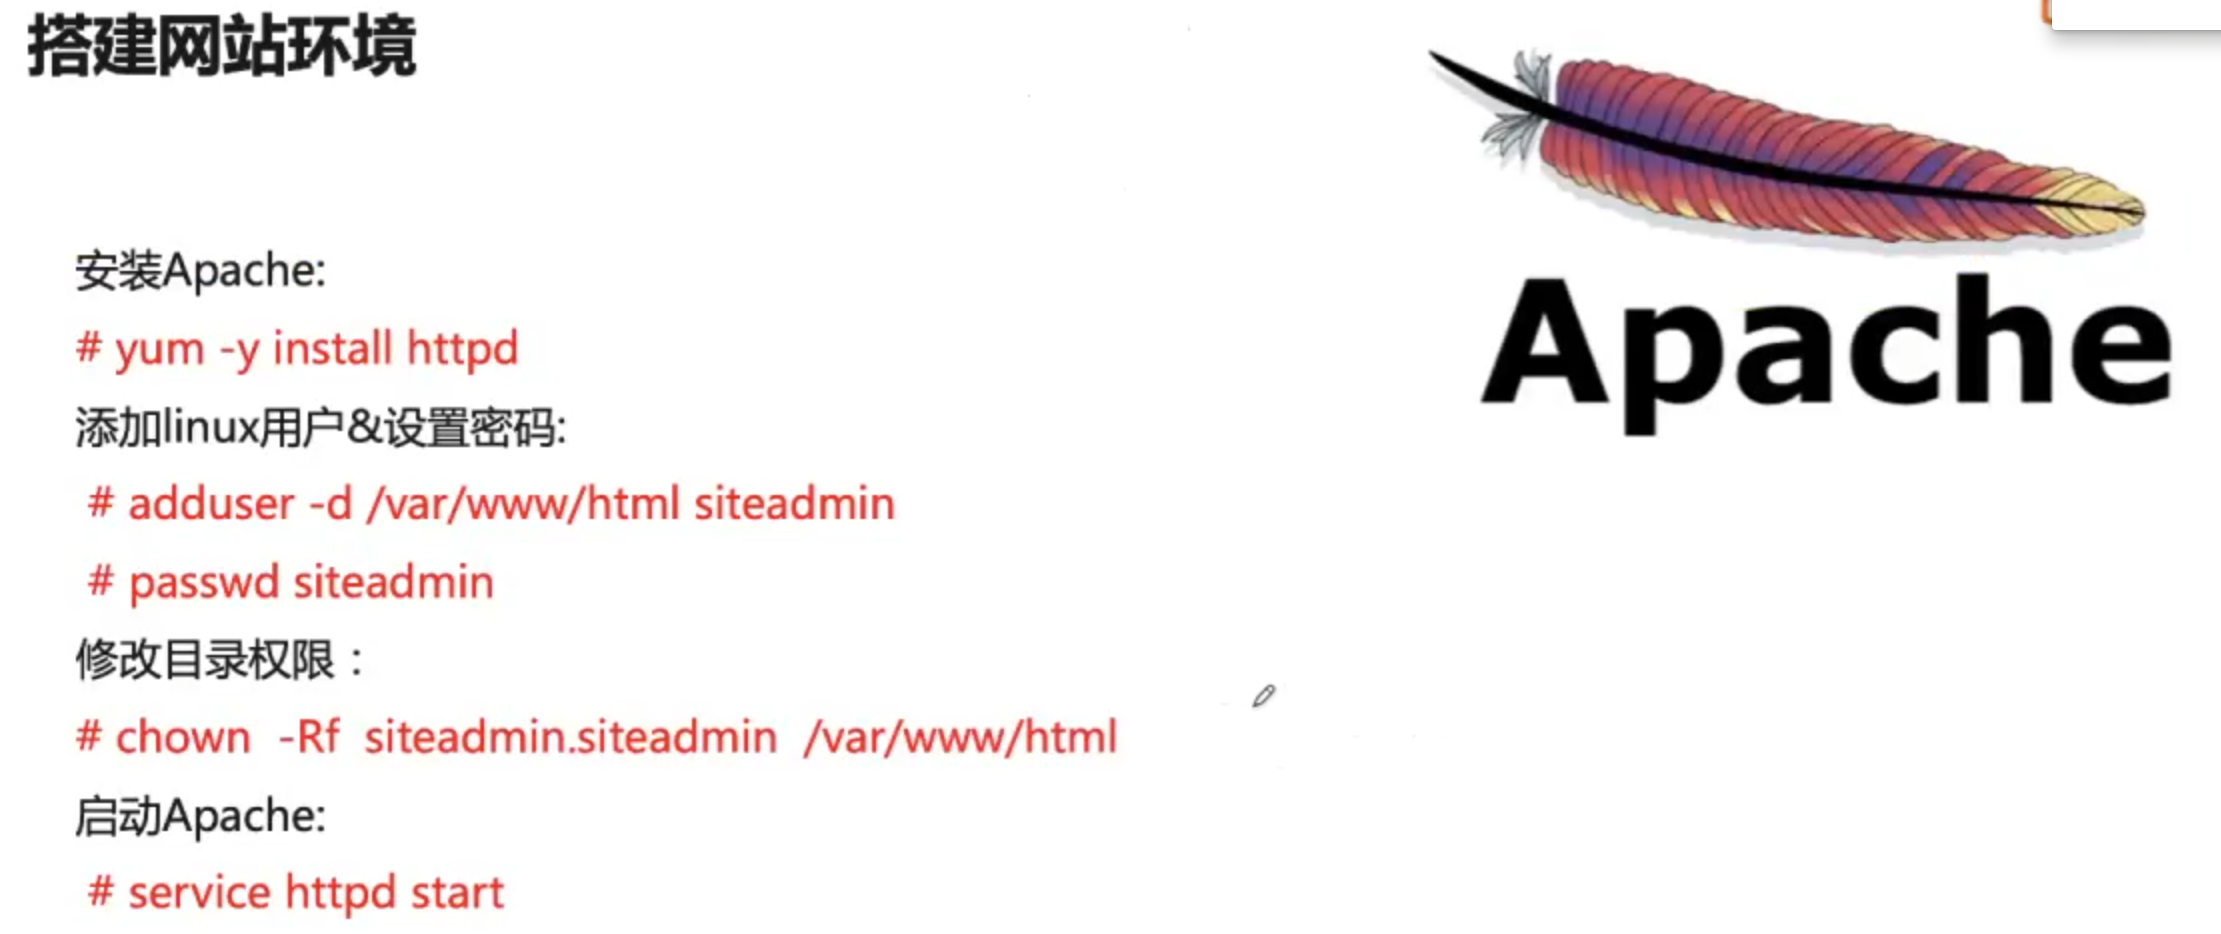 搭建网站环境
Apache
安装Apache:
# yum -y install httpd
添加linux用户&设置密码:
# adduser -d /var/www/html siteadmin
# passwd siteadmin
修改目录权限：
# chown -Rf siteadmin.siteadmin /var/www/html
启动Apache:
# service httpd start